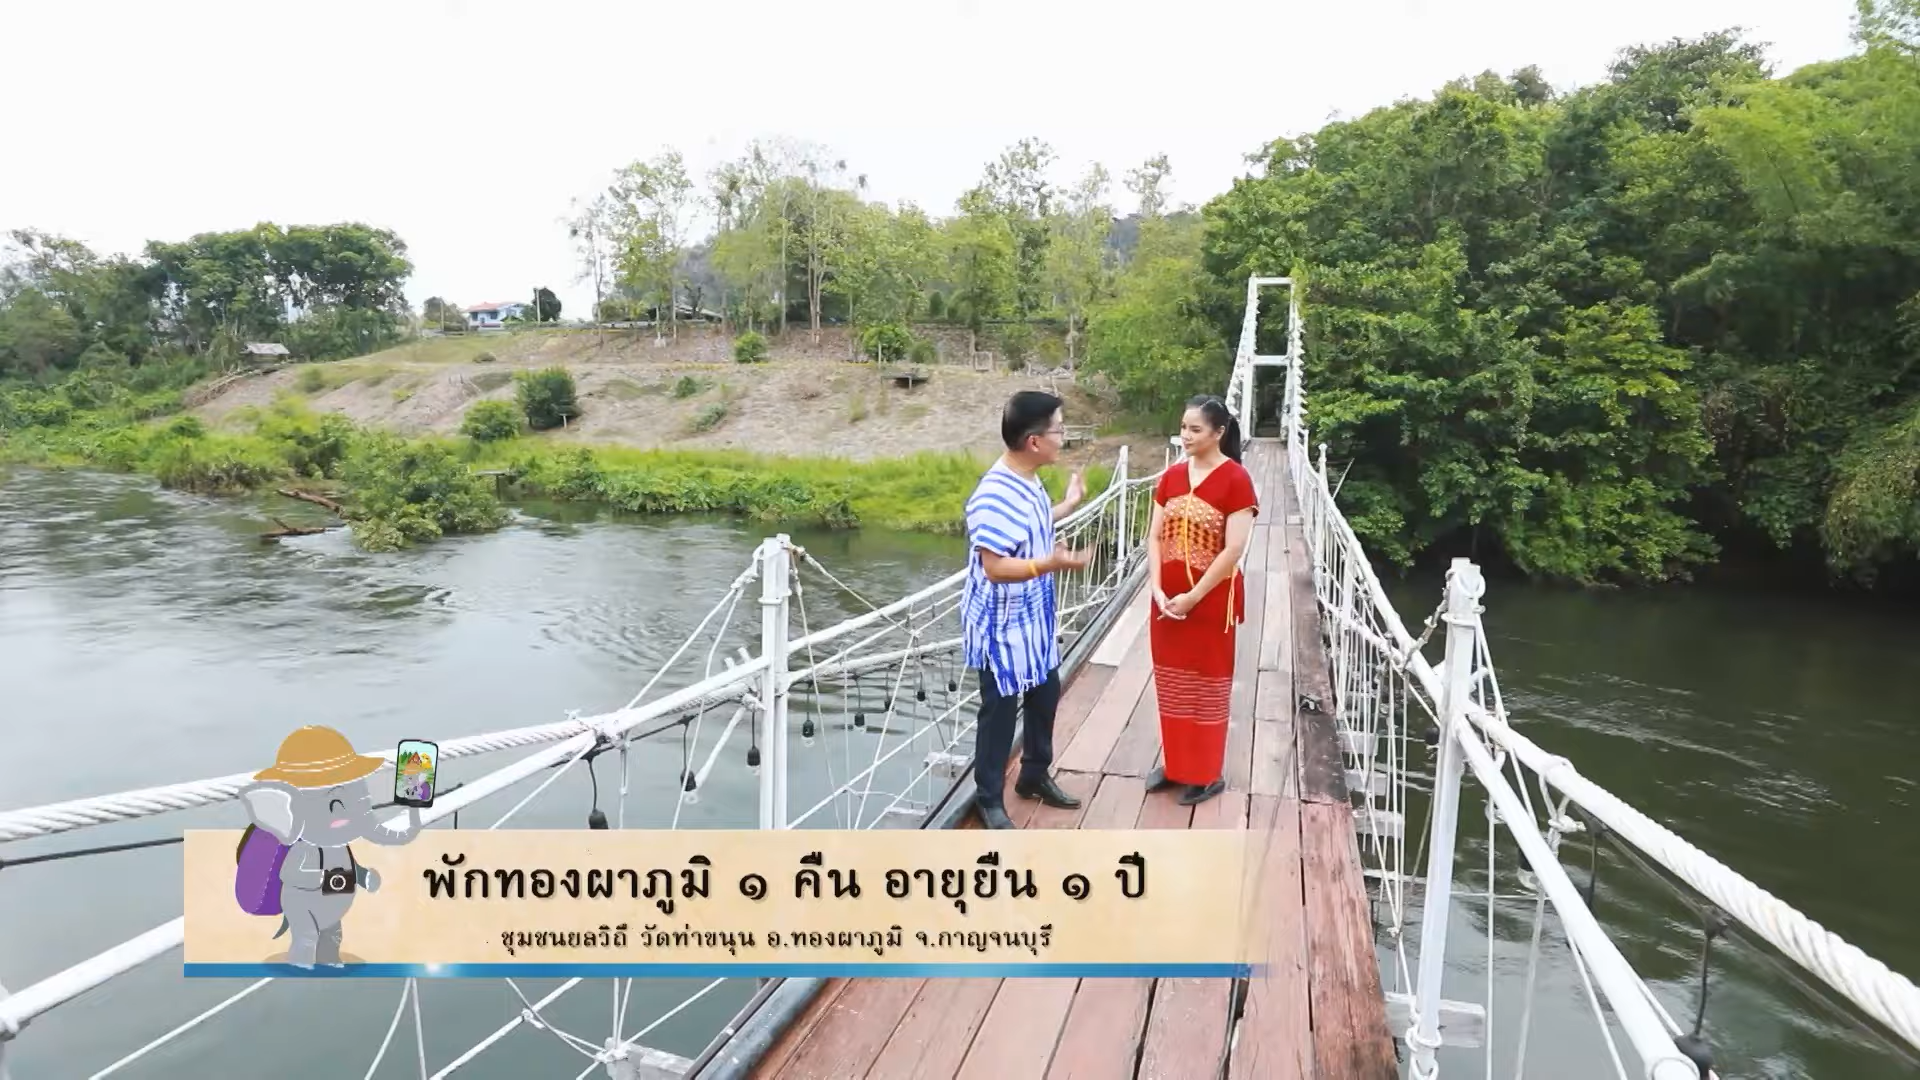 พักทองผาภูมิ ๑ คืน อายุยืน ๑ ปี
ชุมชนยลวิถี วัดท่าขนุน อ.ทองผาภูมิ จ.กาญจนบุรี